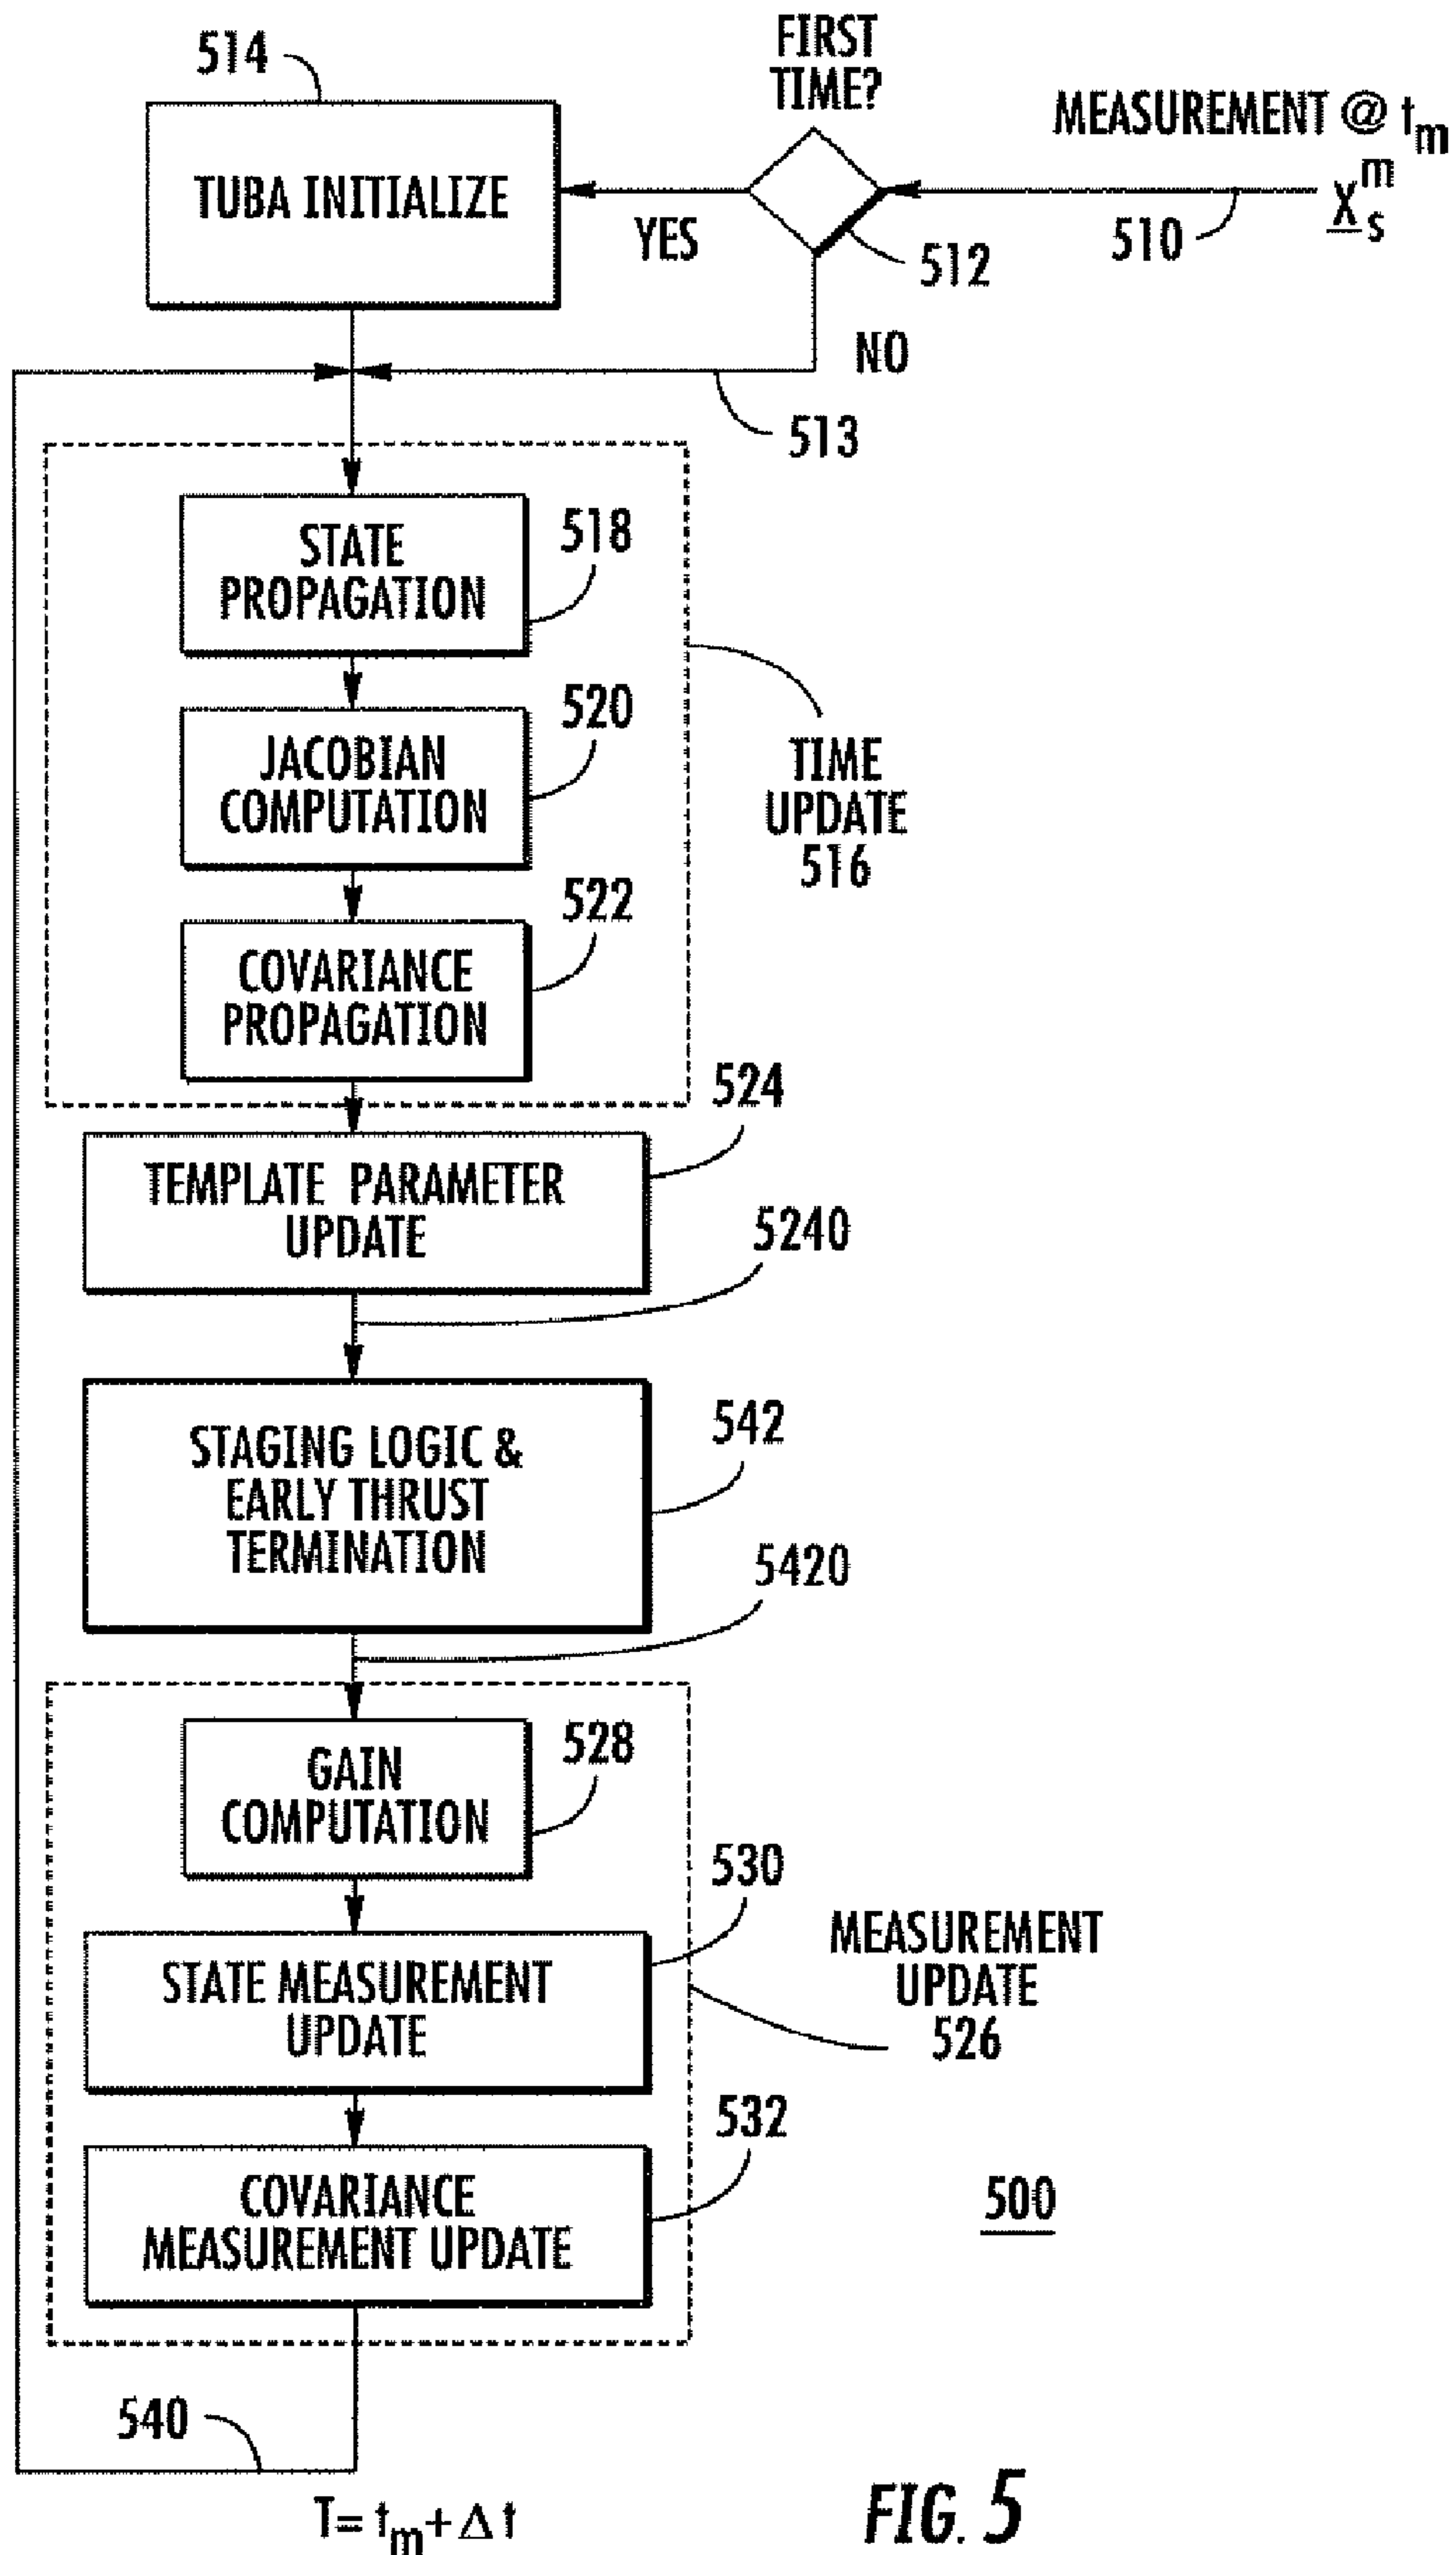 514
FIRST
TIME?
MEASUREMENT @ tm
TUBA INITIALIZE
YES
510
X̲ₛᵐ
512
NO
513
518
STATE
PROPAGATION
520
JACOBIAN
COMPUTATION
TIME
UPDATE
516
522
COVARIANCE
PROPAGATION
524
TEMPLATE PARAMETER
UPDATE
5240
542
STAGING LOGIC &
EARLY THRUST
TERMINATION
5420
528
GAIN
COMPUTATION
530
STATE MEASUREMENT
UPDATE
MEASUREMENT
UPDATE
526
532
COVARIANCE
MEASUREMENT UPDATE
500
540
T= tm+ Δ t
FIG. 5